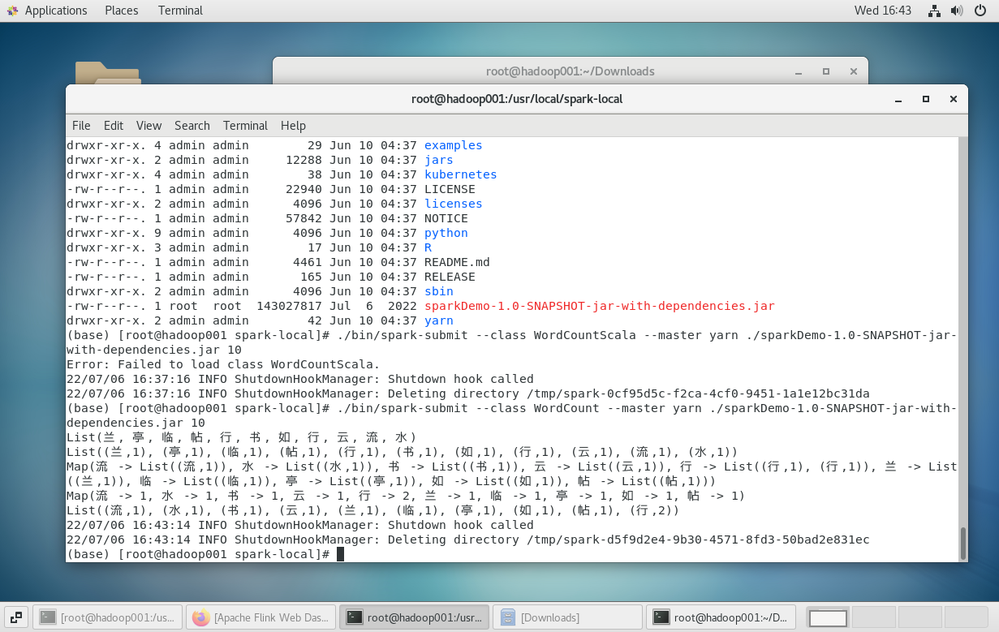 Applications Places Terminal Wed 16:43
root@hadoop001:~/Downloads
root@hadoop001:/usr/local/spark-local
File Edit View Search Terminal Help
drwxr-xr-x. 4 admin admin        29 Jun 10 04:37 examples
drwxr-xr-x. 2 admin admin     12288 Jun 10 04:37 jars
drwxr-xr-x. 4 admin admin        38 Jun 10 04:37 kubernetes
-rw-r--r--. 1 admin admin     22940 Jun 10 04:37 LICENSE
drwxr-xr-x. 2 admin admin      4096 Jun 10 04:37 licenses
-rw-r--r--. 1 admin admin     57842 Jun 10 04:37 NOTICE
drwxr-xr-x. 9 admin admin      4096 Jun 10 04:37 python
drwxr-xr-x. 3 admin admin        17 Jun 10 04:37 R
-rw-r--r--. 1 admin admin      4461 Jun 10 04:37 README.md
-rw-r--r--. 1 admin admin       165 Jun 10 04:37 RELEASE
drwxr-xr-x. 2 admin admin      4096 Jun 10 04:37 sbin
-rw-r--r--. 1 root  root  143027817 Jul  6  2022 sparkDemo-1.0-SNAPSHOT-jar-with-dependencies.jar
drwxr-xr-x. 2 admin admin        42 Jun 10 04:37 yarn
(base) [root@hadoop001 spark-local]# ./bin/spark-submit --class WordCountScala --master yarn ./sparkDemo-1.0-SNAPSHOT-jar-
with-dependencies.jar 10
Error: Failed to load class WordCountScala.
22/07/06 16:37:16 INFO ShutdownHookManager: Shutdown hook called
22/07/06 16:37:16 INFO ShutdownHookManager: Deleting directory /tmp/spark-0cf95d5c-f2ca-4cf0-9451-1a1e12bc31da
(base) [root@hadoop001 spark-local]# ./bin/spark-submit --class WordCount --master yarn ./sparkDemo-1.0-SNAPSHOT-jar-with-
dependencies.jar 10
List(兰, 亭, 临, 帖, 行, 书, 如, 行, 云, 流, 水)
List((兰,1), (亭,1), (临,1), (帖,1), (行,1), (书,1), (如,1), (行,1), (云,1), (流,1), (水,1))
Map(流 -> List((流,1)), 水 -> List((水,1)), 书 -> List((书,1)), 云 -> List((云,1)), 行 -> List((行,1), (行,1)), 兰 -> List
((兰,1)), 临 -> List((临,1)), 亭 -> List((亭,1)), 如 -> List((如,1)), 帖 -> List((帖,1)))
Map(流 -> 1, 水 -> 1, 书 -> 1, 云 -> 1, 行 -> 2, 兰 -> 1, 临 -> 1, 亭 -> 1, 如 -> 1, 帖 -> 1)
List((流,1), (水,1), (书,1), (云,1), (兰,1), (临,1), (亭,1), (如,1), (帖,1), (行,2))
22/07/06 16:43:14 INFO ShutdownHookManager: Shutdown hook called
22/07/06 16:43:14 INFO ShutdownHookManager: Deleting directory /tmp/spark-d5f9d2e4-9b30-4571-8fd3-50bad2e831ec
(base) [root@hadoop001 spark-local]#
[root@hadoop001:/us... [Apache Flink Web Das... root@hadoop001:/usr... [Downloads] root@hadoop001:~/D...